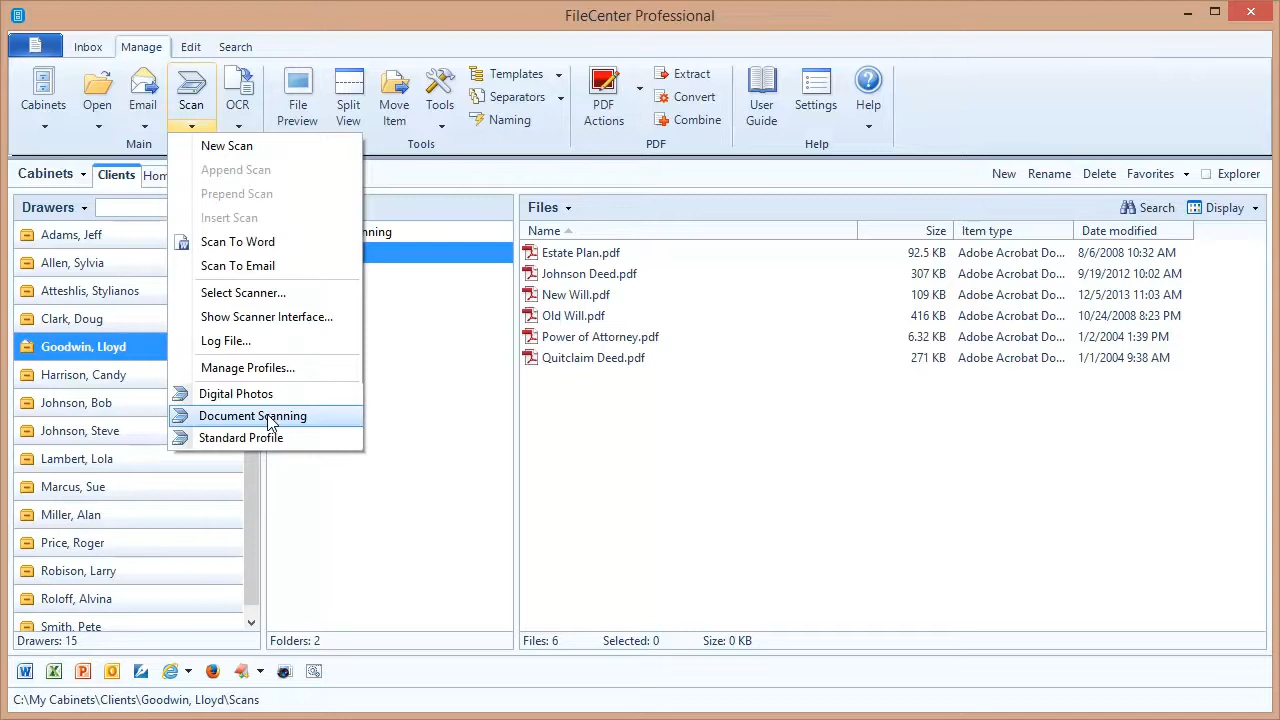 FileCenter Professional
Inbox Manage Edit Search
Cabinets Open Email Scan OCR File Preview Split View Move Item Tools Templates Separators Naming PDF Actions Extract Convert Combine User Guide Settings Help
Main Tools PDF Help
Cabinets Clients New Rename Delete Favorites Explorer
Drawers Files Search Display
New Scan
Append Scan
Prepend Scan
Insert Scan
Scan To Word
Scan To Email
Select Scanner...
Show Scanner Interface...
Log File...
Manage Profiles...
Digital Photos
Document Scanning
Standard Profile
Adams, Jeff
Allen, Sylvia
Atteshlis, Stylianos
Clark, Doug
Goodwin, Lloyd
Harrison, Candy
Johnson, Bob
Johnson, Steve
Lambert, Lola
Marcus, Sue
Miller, Alan
Price, Roger
Robison, Larry
Roloff, Alvina
Smith, Pete
Drawers: 15
Folders: 2
Name Size Item type Date modified
Estate Plan.pdf 92.5 KB Adobe Acrobat Do... 8/6/2008 10:32 AM
Johnson Deed.pdf 307 KB Adobe Acrobat Do... 9/19/2012 10:02 AM
New Will.pdf 109 KB Adobe Acrobat Do... 12/5/2013 11:03 AM
Old Will.pdf 416 KB Adobe Acrobat Do... 10/24/2008 8:23 PM
Power of Attorney.pdf 6.32 KB Adobe Acrobat Do... 1/2/2004 1:39 PM
Quitclaim Deed.pdf 271 KB Adobe Acrobat Do... 1/1/2004 9:38 AM
Files: 6 Selected: 0 Size: 0 KB
C:\My Cabinets\Clients\Goodwin, Lloyd\Scans